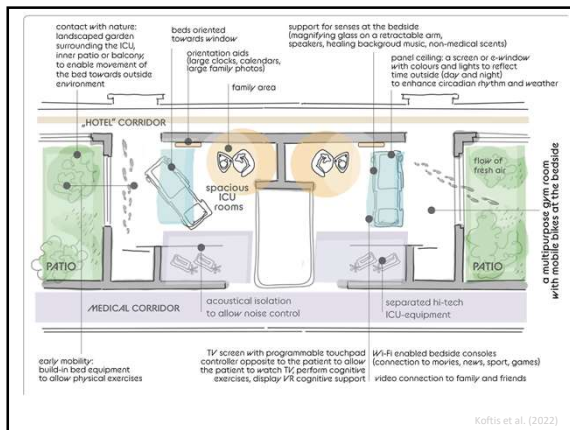 contact with nature:
landscaped garden
surrounding the ICU,
inner patio or balcony,
to enable movement of
the bed towards outside
environment
beds oriented
towards window
orientation aids
(large clocks, calendars,
large family photos)
family area
support for senses at the bedside
(magnifying glass on a retractable arm,
speakers, healing backgroud music, non-medical scents)
panel ceiling: a screen or e-window
with colours and lights to reflect
time outside (day and night)
to enhance circadian rhythm and weather
„HOTEL" CORRIDOR
spacious
ICU
rooms
flow of
fresh air
a multipurpose gym room
with mobile bikes at the bedside
PATIO
PATIO
MEDICAL CORRIDOR
acoustical isolation
to allow noise control
separated hi-tech
ICU-equipment
early mobility:
build-in bed equipment
to allow physical exercises
TV screen with programmable touchpad
controller opposite to the patient to allow
the patient to watch TV, perform cognitive
exercises, display VR cognitive support
Wi-Fi enabled bedside consoles
(connection to movies, news, sport, games)
video connection to family and friends
Koftis et al. (2022)